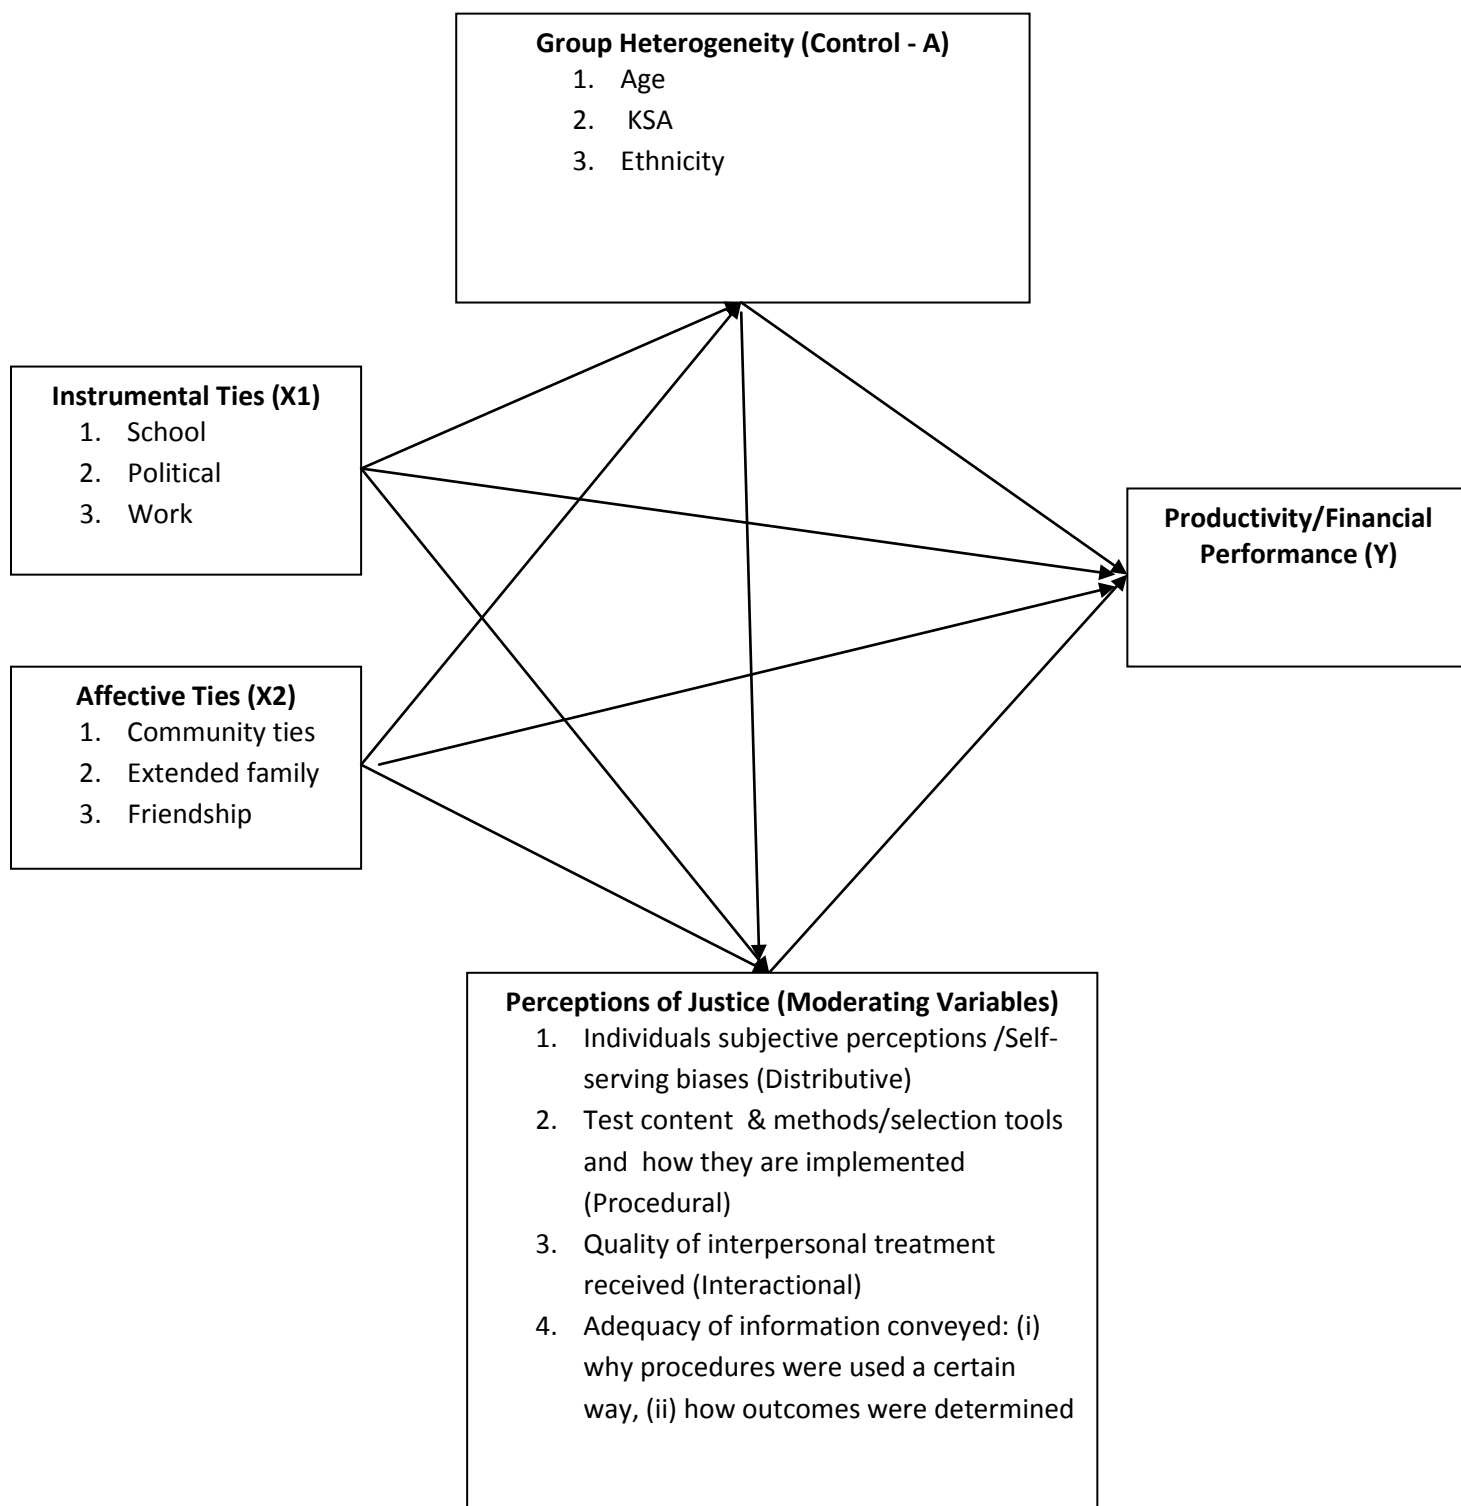 Group Heterogeneity (Control - A)
1. Age
2. KSA
3. Ethnicity
Instrumental Ties (X1)
1. School
2. Political
3. Work
Productivity/Financial
Performance (Y)
Affective Ties (X2)
1. Community ties
2. Extended family
3. Friendship
Perceptions of Justice (Moderating Variables)
1. Individuals subjective perceptions /Self-
serving biases (Distributive)
2. Test content & methods/selection tools
and how they are implemented
(Procedural)
3. Quality of interpersonal treatment
received (Interactional)
4. Adequacy of information conveyed: (i)
why procedures were used a certain
way, (ii) how outcomes were determined